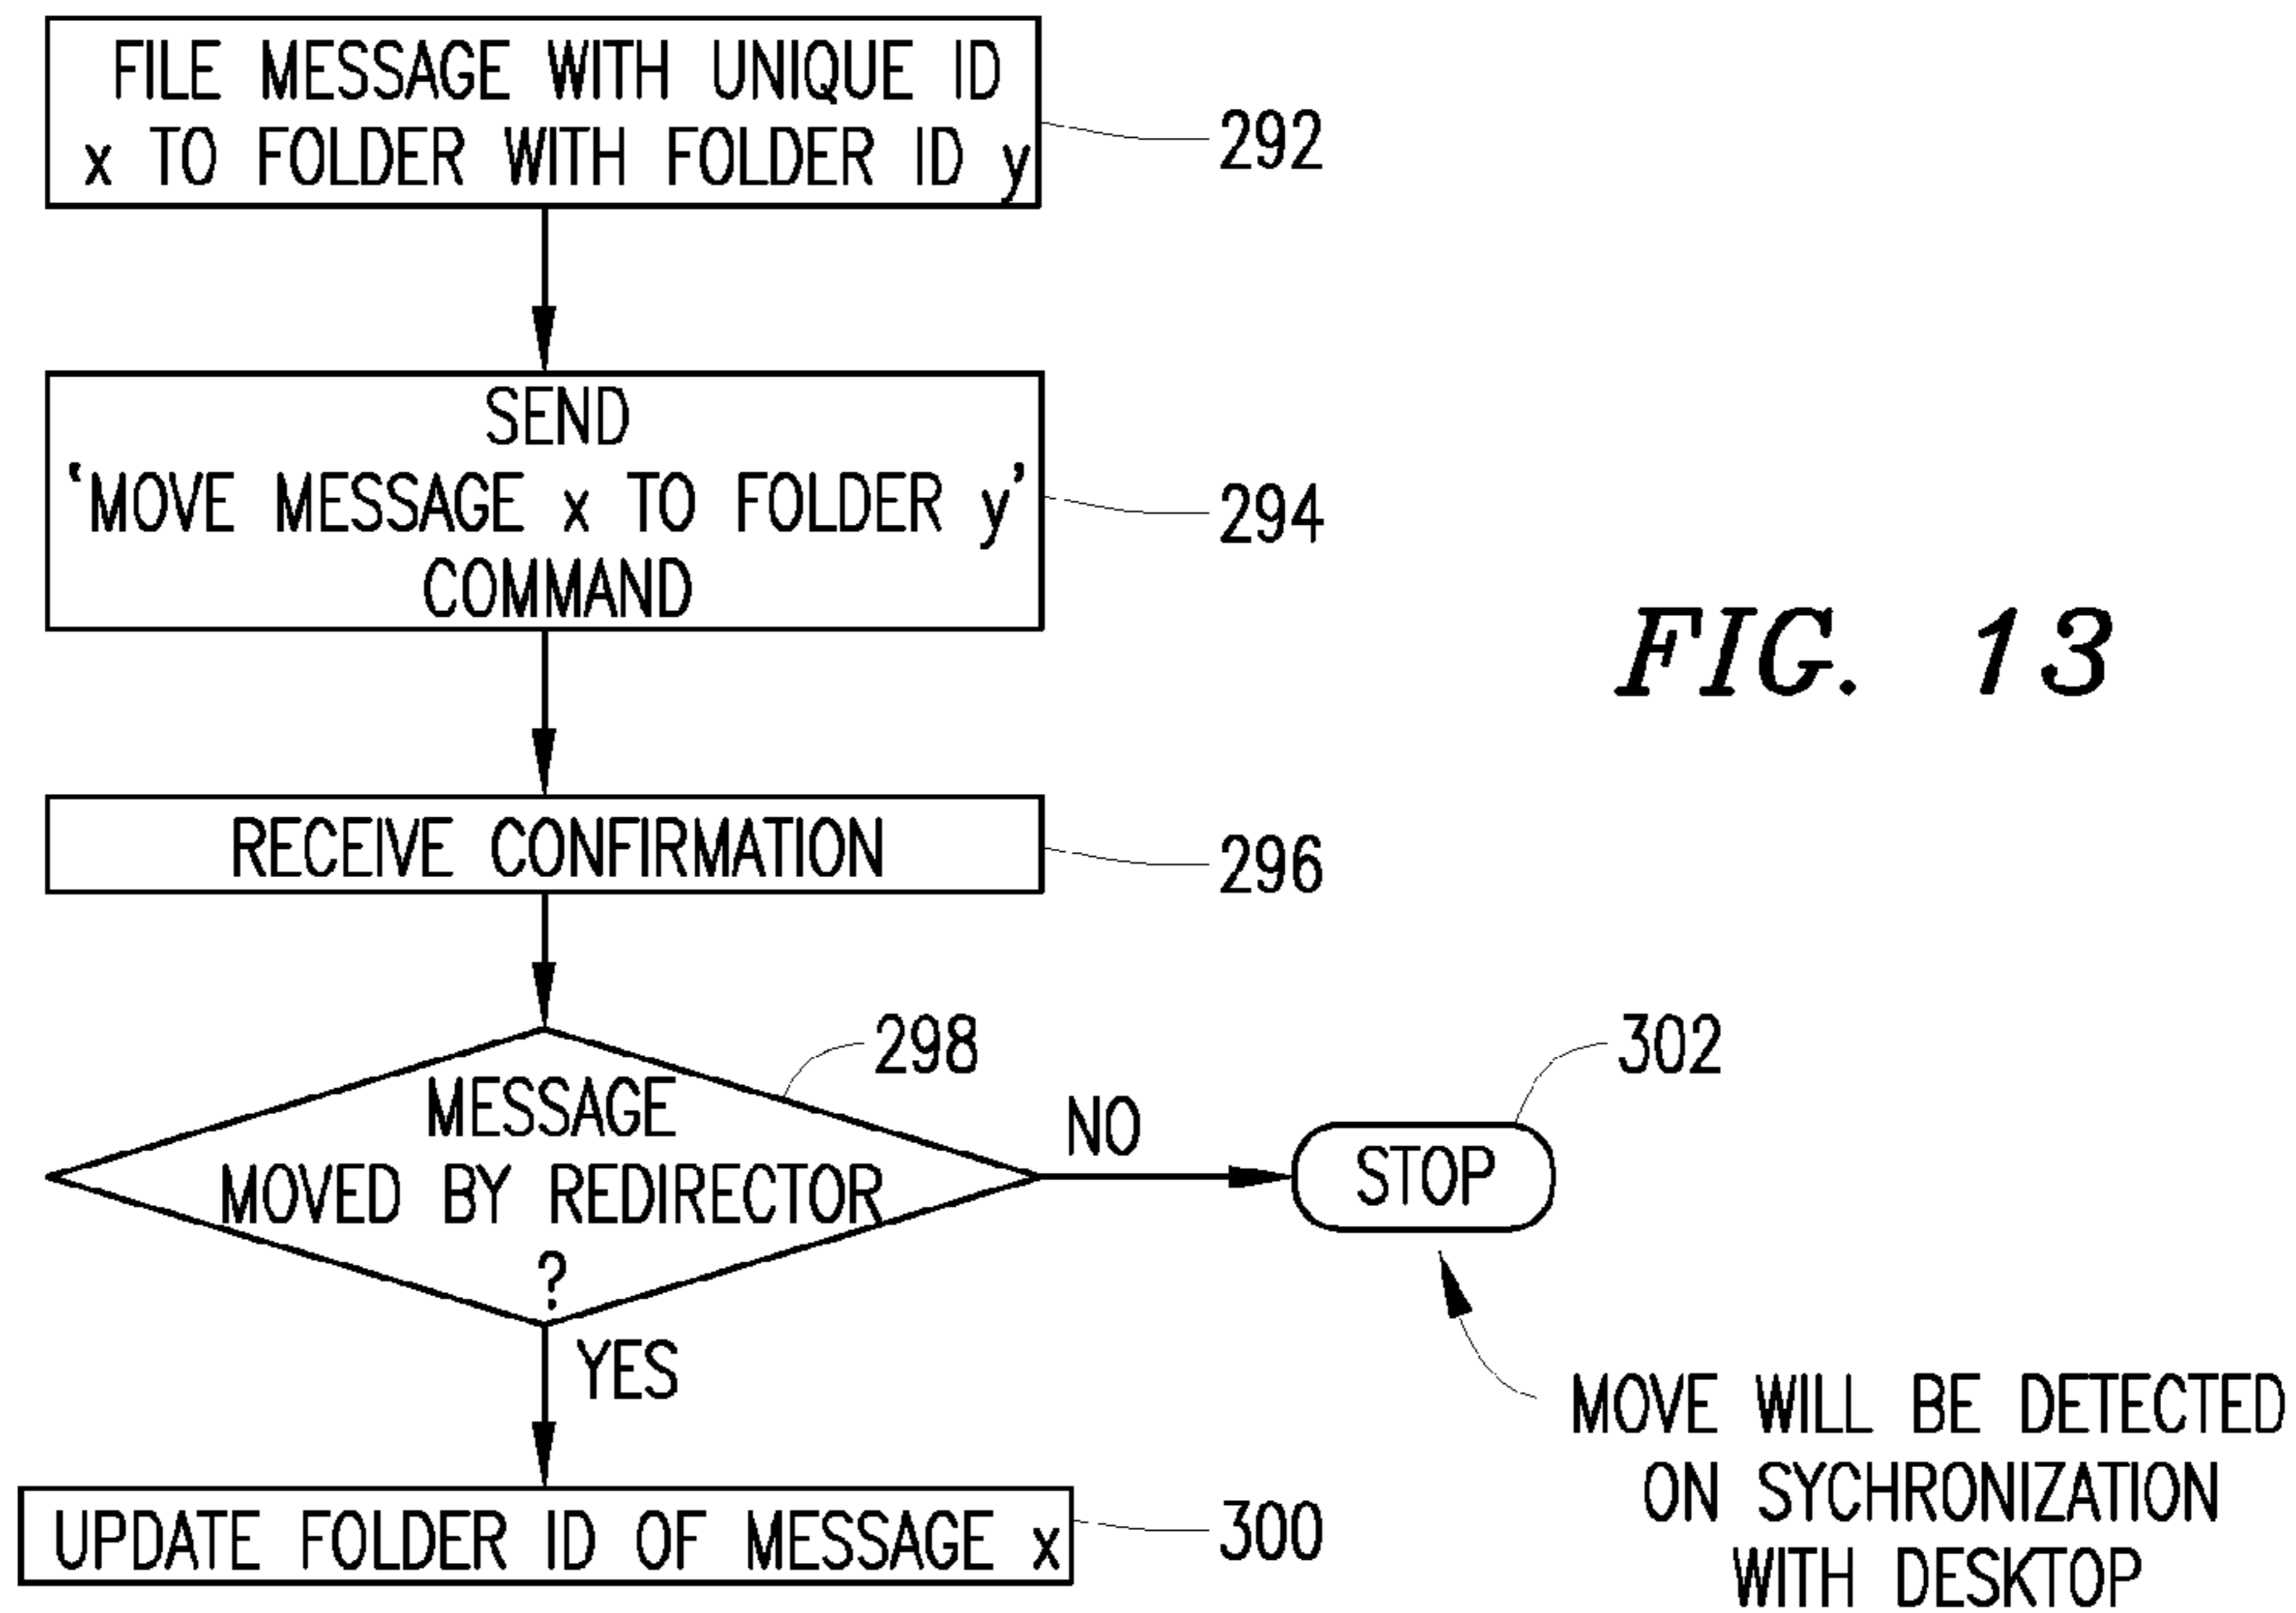 FILE MESSAGE WITH UNIQUE ID
x TO FOLDER WITH FOLDER ID y
292
SEND
‘MOVE MESSAGE x TO FOLDER y’
COMMAND
294
FIG. 13
RECEIVE CONFIRMATION
296
298
MESSAGE
MOVED BY REDIRECTOR
?
NO
302
STOP
YES
MOVE WILL BE DETECTED
ON SYCHRONIZATION
WITH DESKTOP
UPDATE FOLDER ID OF MESSAGE x
300